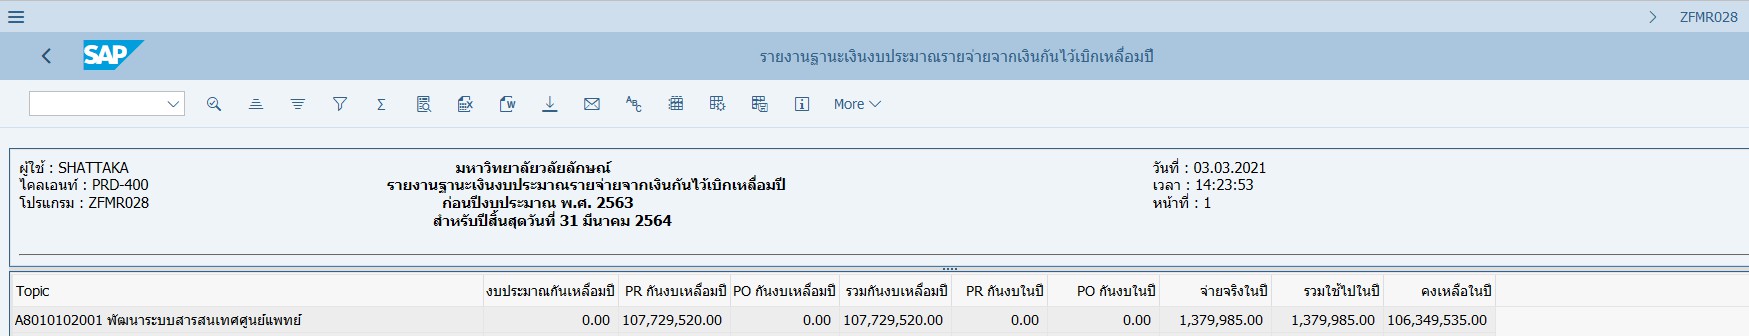 ZFMR028
SAP
รายงานฐานะเงินงบประมาณรายจ่ายจากเงินกันไว้เบิกเหลื่อมปี
More
ผู้ใช้ : SHATTAKA มหาวิทยาลัยวลัยลักษณ์ วันที่ : 03.03.2021
ไคลเอนท์ : PRD-400 รายงานฐานะเงินงบประมาณรายจ่ายจากเงินกันไว้เบิกเหลื่อมปี เวลา : 14:23:53
โปรแกรม : ZFMR028 ก่อนปีงบประมาณ พ.ศ. 2563 หน้าที่ : 1
สำหรับปีสิ้นสุดวันที่ 31 มีนาคม 2564
Topic งบประมาณกันเหลื่อมปี PR กันงบเหลื่อมปี PO กันงบเหลื่อมปี รวมกันงบเหลื่อมปี PR กันงบในปี PO กันงบในปี จ่ายจริงในปี รวมใช้ไปในปี คงเหลือในปี
A8010102001 พัฒนาระบบสารสนเทศศูนย์แพทย์ 0.00 107,729,520.00 0.00 107,729,520.00 0.00 0.00 1,379,985.00 1,379,985.00 106,349,535.00